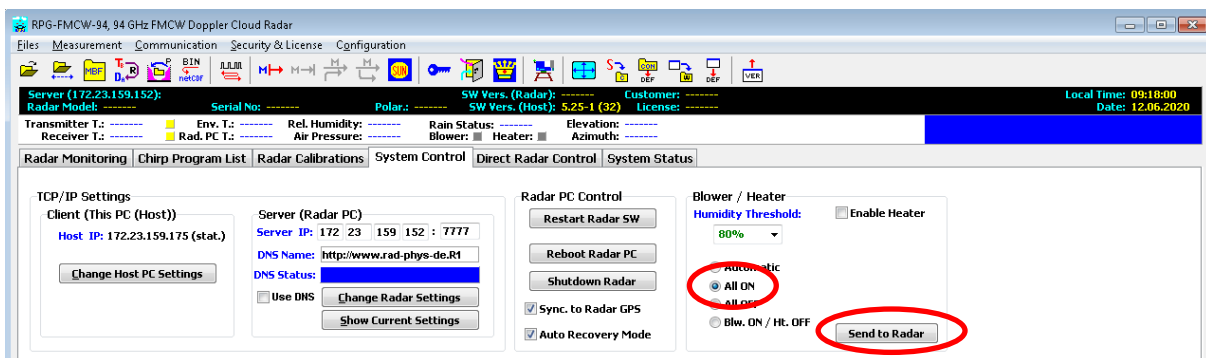 RPG-FMCW-94, 94 GHz FMCW Doppler Cloud Radar
Files Measurement Communication Security & License Configuration
MBF BIN netCDF SUN CON DEF DEF VER
Server (172.23.159.152): SW Vers. (Radar): ------- Customer: ------- Local Time: 09:18:00
Radar Model: ------- Serial No: ------- Polar.: ------- SW Vers. (Host): 5.25-1 (32) License: ------- Date: 12.06.2020
Transmitter T.: ------- Env. T.: ------- Rel. Humidity: ------- Rain Status: ------- Elevation: -------
Receiver T.: ------- Rad. PC T.: ------- Air Pressure: ------- Blower: Heater: Azimuth: -------
Radar Monitoring Chirp Program List Radar Calibrations System Control Direct Radar Control System Status
TCP/IP Settings
Client (This PC (Host))
Host IP: 172.23.159.175 (stat.)
Change Host PC Settings
Server (Radar PC)
Server IP: 172 23 159 152 : 7777
DNS Name: http://www.rad-phys-de.R1
DNS Status:
Use DNS Change Radar Settings
Show Current Settings
Radar PC Control
Restart Radar SW
Reboot Radar PC
Shutdown Radar
Sync. to Radar GPS
Auto Recovery Mode
Blower / Heater
Humidity Threshold: Enable Heater
80%
Automatic
All ON
All OFF
Blw. ON / Ht. OFF
Send to Radar